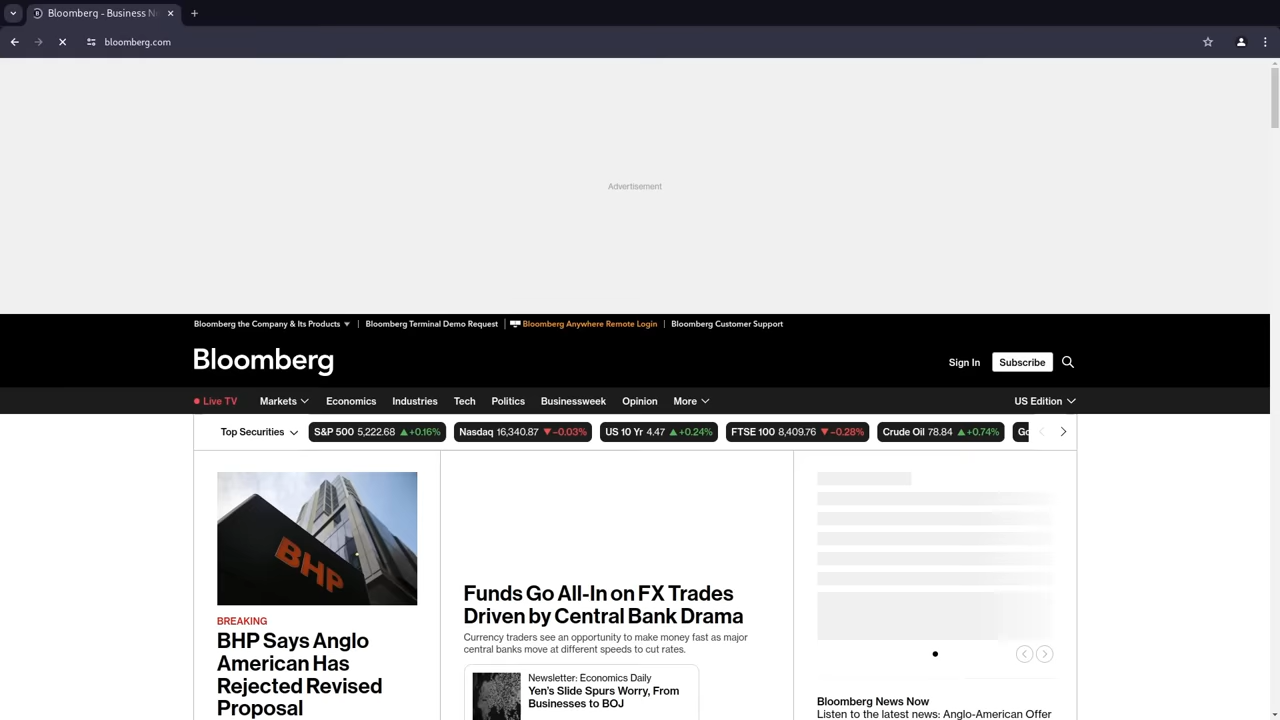 Bloomberg - Business N
bloomberg.com
Advertisement
Bloomberg the Company & Its Products
Bloomberg Terminal Demo Request
Bloomberg Anywhere Remote Login
Bloomberg Customer Support
Bloomberg
Sign In
Subscribe
Live TV
Markets
Economics
Industries
Tech
Politics
Businessweek
Opinion
More
US Edition
Top Securities
S&P 500 5,222.68 ▲+0.16%
Nasdaq 16,340.87 ▼-0.03%
US 10 Yr 4.47 ▲+0.24%
FTSE 100 8,409.76 ▼-0.28%
Crude Oil 78.84 ▲+0.74%
BHP
BREAKING
BHP Says Anglo
American Has
Rejected Revised
Proposal
Funds Go All-In on FX Trades
Driven by Central Bank Drama
Currency traders see an opportunity to make money fast as major
central banks move at different speeds to cut rates.
Newsletter: Economics Daily
Yen's Slide Spurs Worry, From
Businesses to BOJ
Bloomberg News Now
Listen to the latest news: Anglo-American Offer